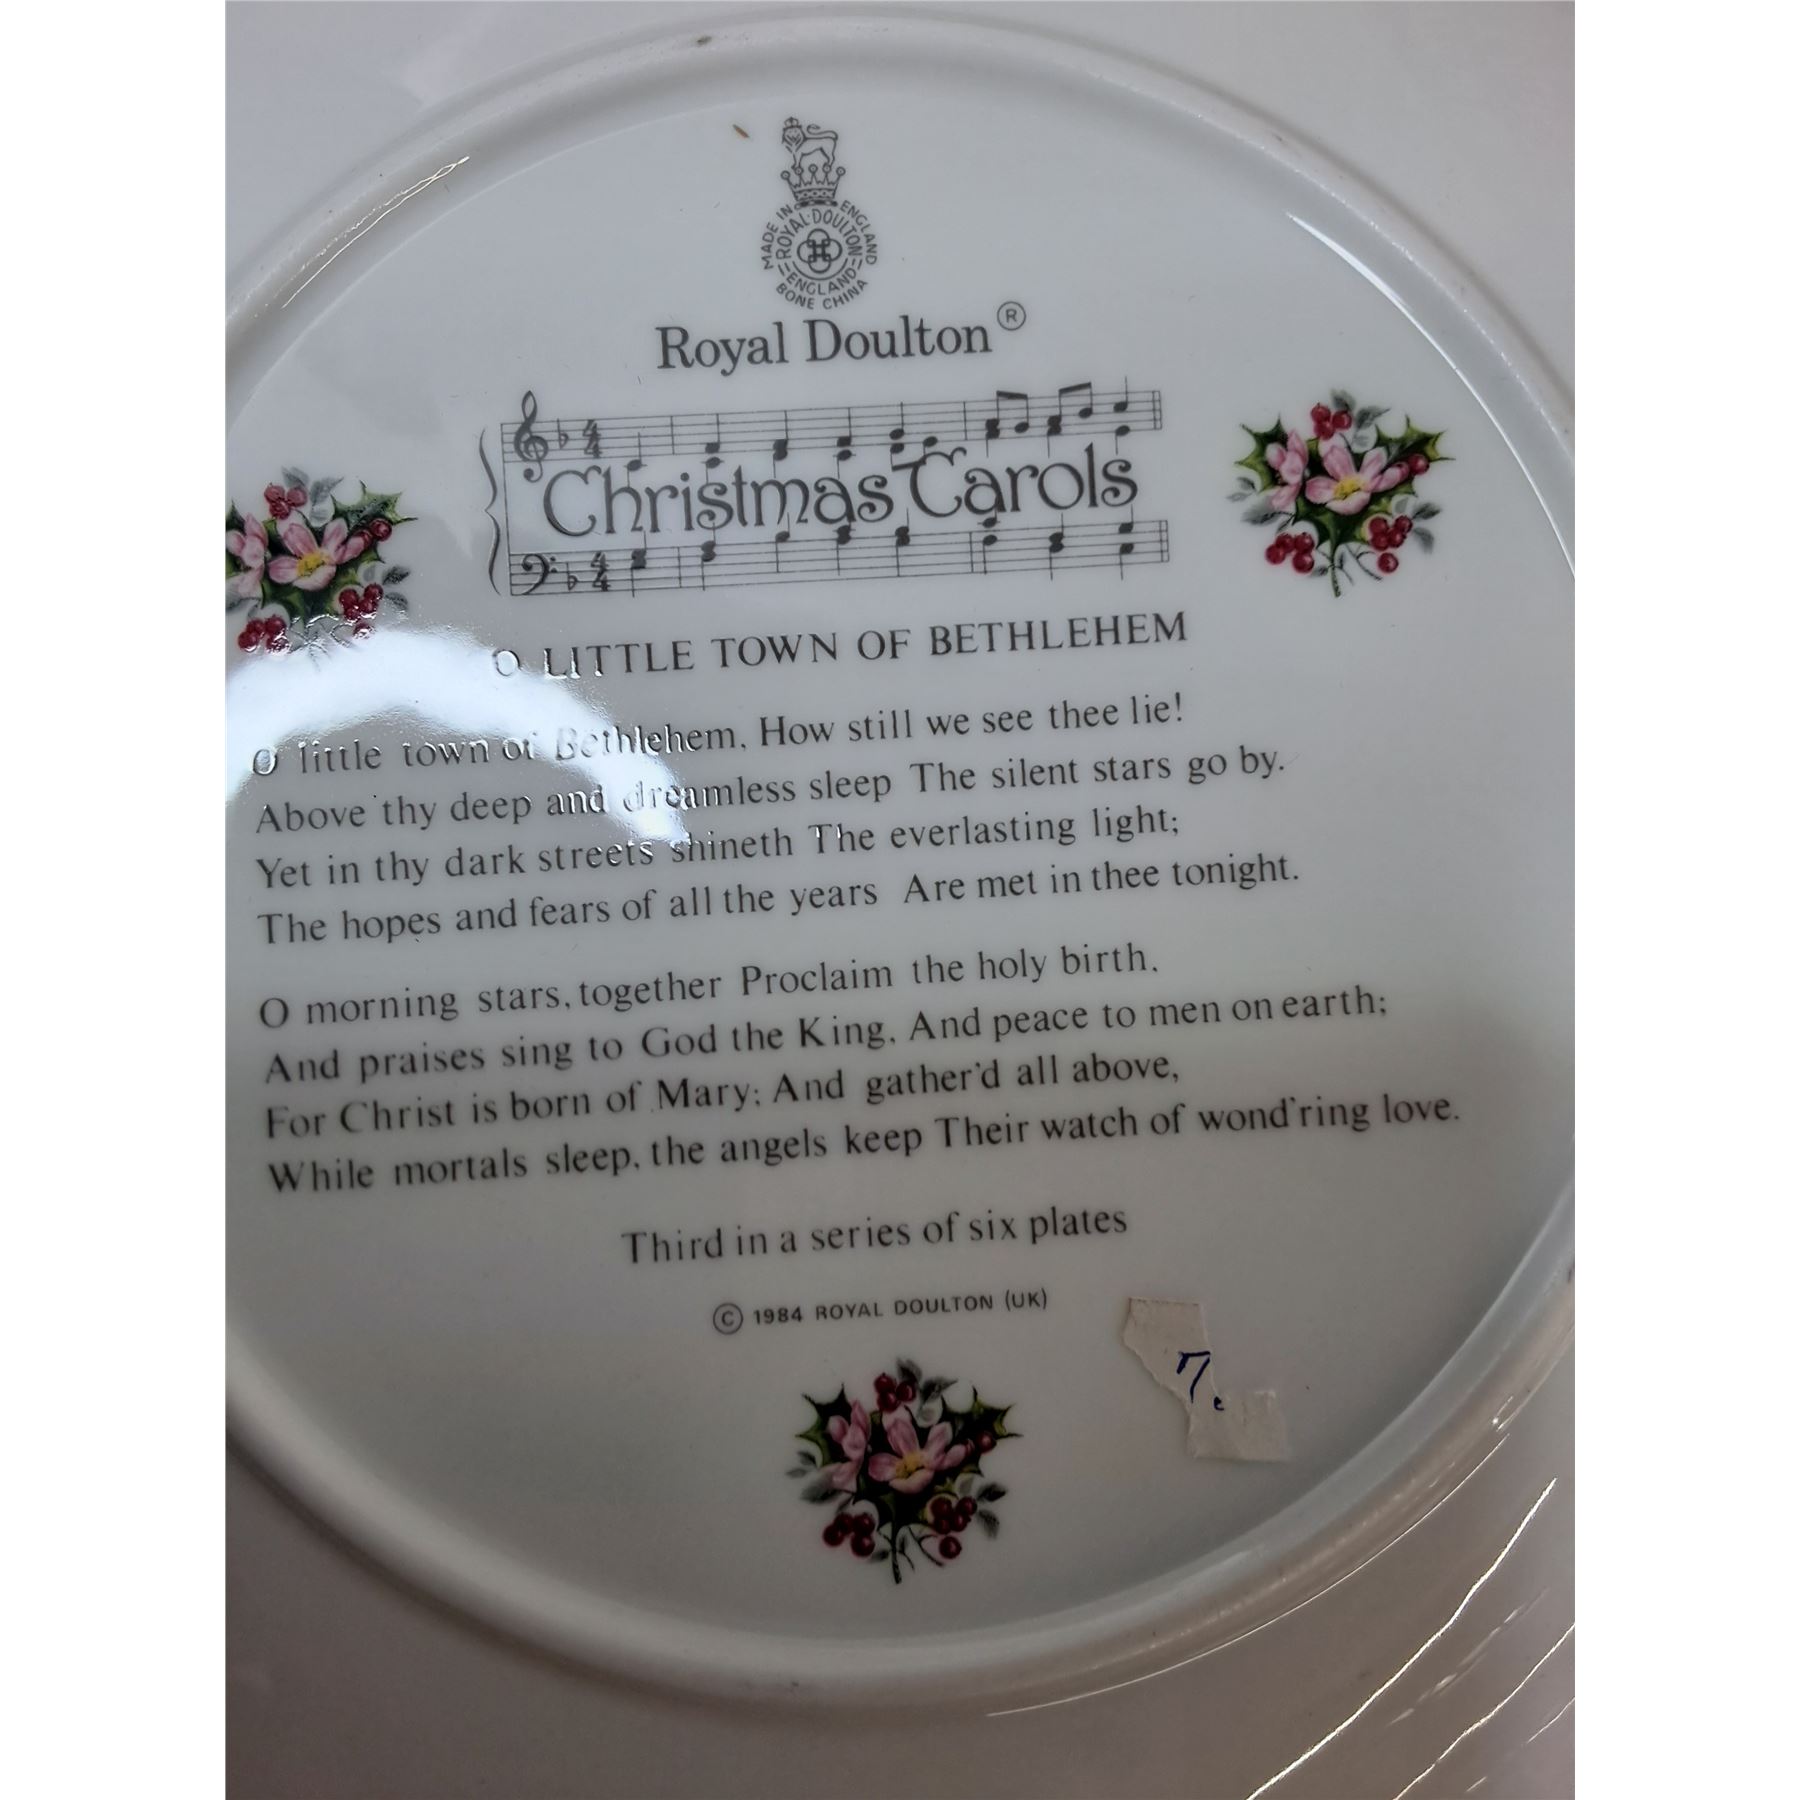 MADE IN ENGLAND
ROYAL·DOULTON
ENGLAND
BONE CHINA
Royal Doulton®
Christmas Carols
O LITTLE TOWN OF BETHLEHEM
O little town of Bethlehem, How still we see thee lie!
Above thy deep and dreamless sleep The silent stars go by.
Yet in thy dark streets shineth The everlasting light;
The hopes and fears of all the years Are met in thee tonight.
O morning stars, together Proclaim the holy birth,
And praises sing to God the King, And peace to men on earth;
For Christ is born of Mary; And gather'd all above,
While mortals sleep, the angels keep Their watch of wond'ring love.
Third in a series of six plates
© 1984 ROYAL DOULTON (UK)
7.